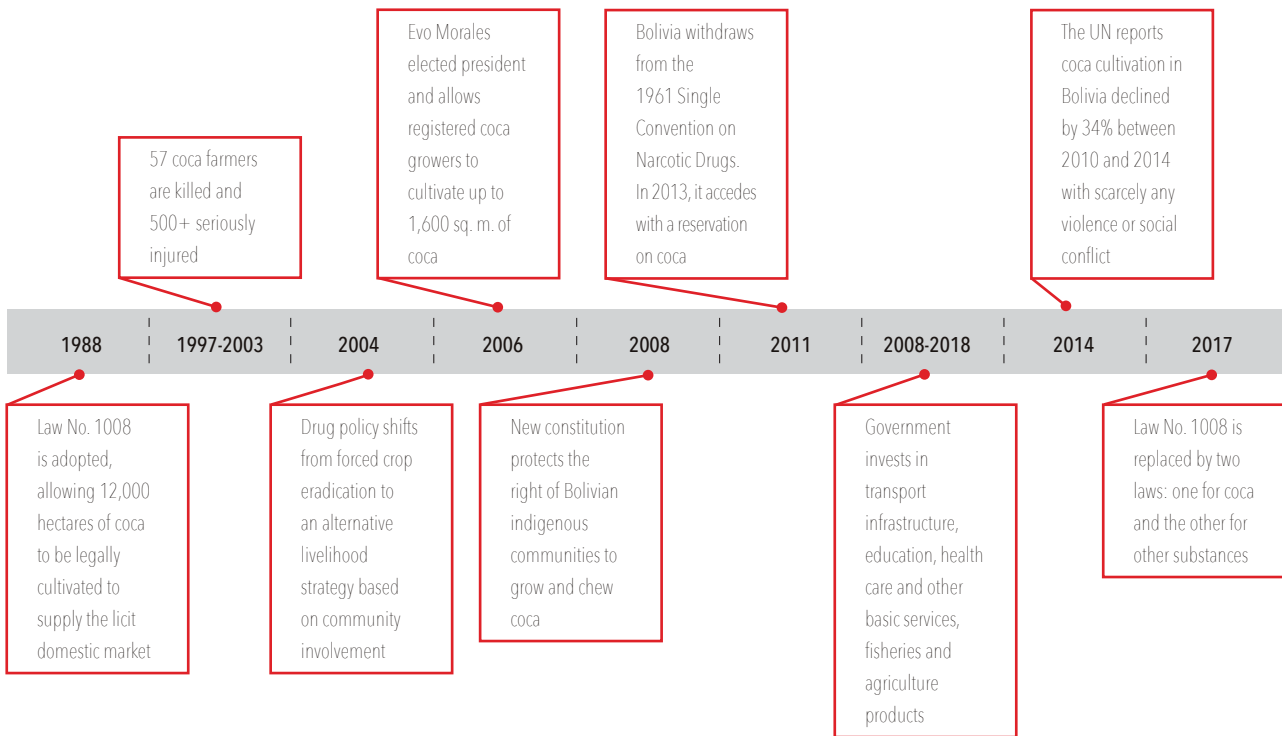 Evo Morales
elected president
and allows
registered coca
growers to
cultivate up to
1,600 sq. m. of
coca
Bolivia withdraws
from the
1961 Single
Convention on
Narcotic Drugs.
In 2013, it accedes
with a reservation
on coca
The UN reports
coca cultivation in
Bolivia declined
by 34% between
2010 and 2014
with scarcely any
violence or social
conflict
57 coca farmers
are killed and
500+ seriously
injured
1988
1997-2003
2004
2006
2008
2011
2008-2018
2014
2017
Law No. 1008
is adopted,
allowing 12,000
hectares of coca
to be legally
cultivated to
supply the licit
domestic market
Drug policy shifts
from forced crop
eradication to
an alternative
livelihood
strategy based
on community
involvement
New constitution
protects the
right of Bolivian
indigenous
communities to
grow and chew
coca
Government
invests in
transport
infrastructure,
education, health
care and other
basic services,
fisheries and
agriculture
products
Law No. 1008 is
replaced by two
laws: one for coca
and the other for
other substances